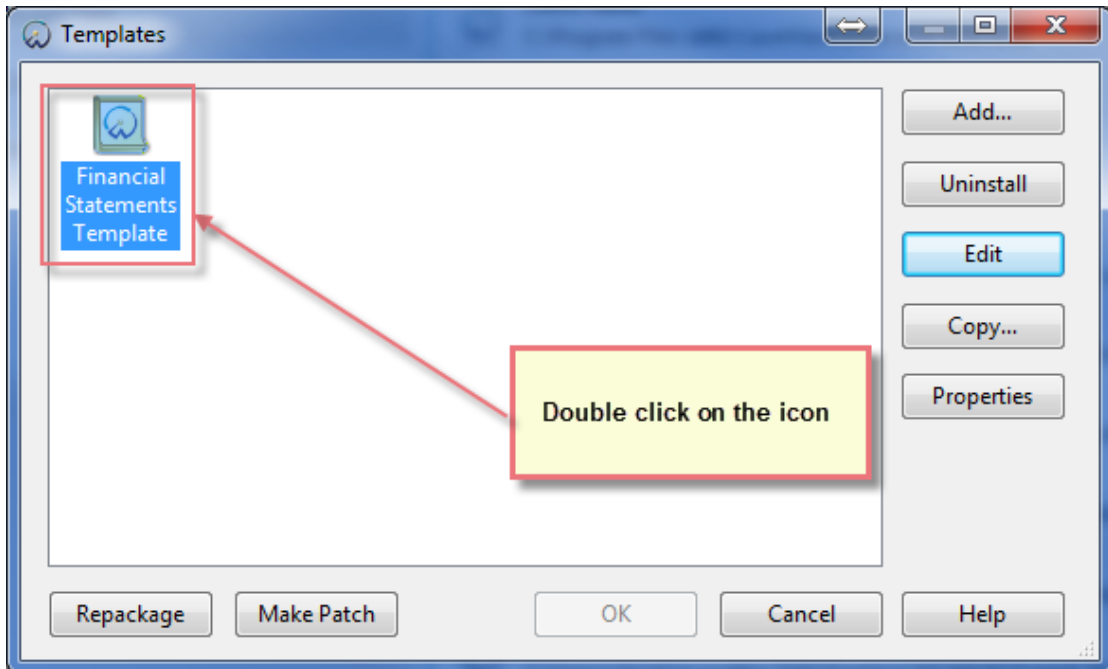 Templates
Financial
Statements
Template
Double click on the icon
Add...
Uninstall
Edit
Copy...
Properties
Repackage
Make Patch
OK
Cancel
Help